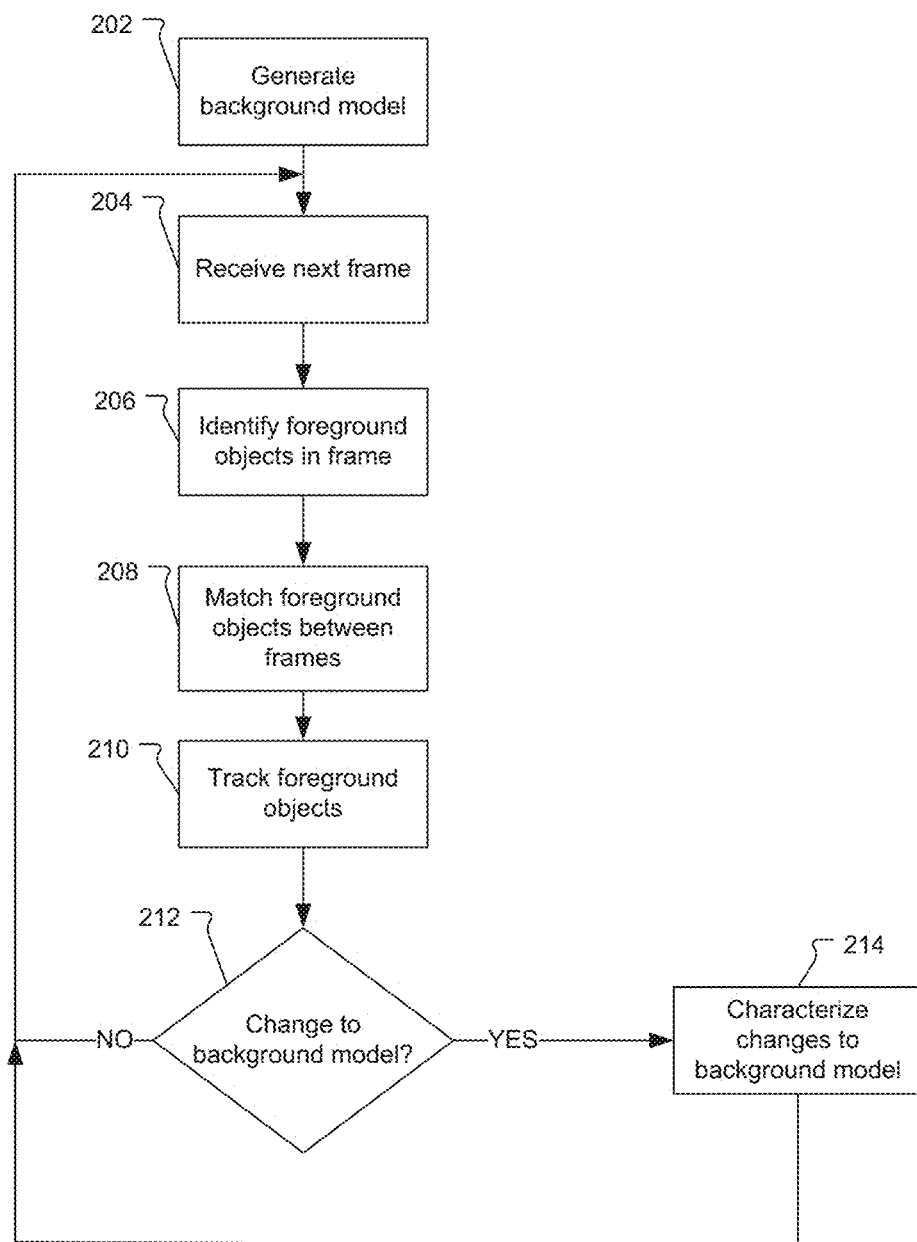 202
Generate
background model
204
Receive next frame
206
Identify foreground
objects in frame
208
Match foreground
objects between
frames
210
Track foreground
objects
212
Change to
background model?
NO
YES
214
Characterize
changes to
background model